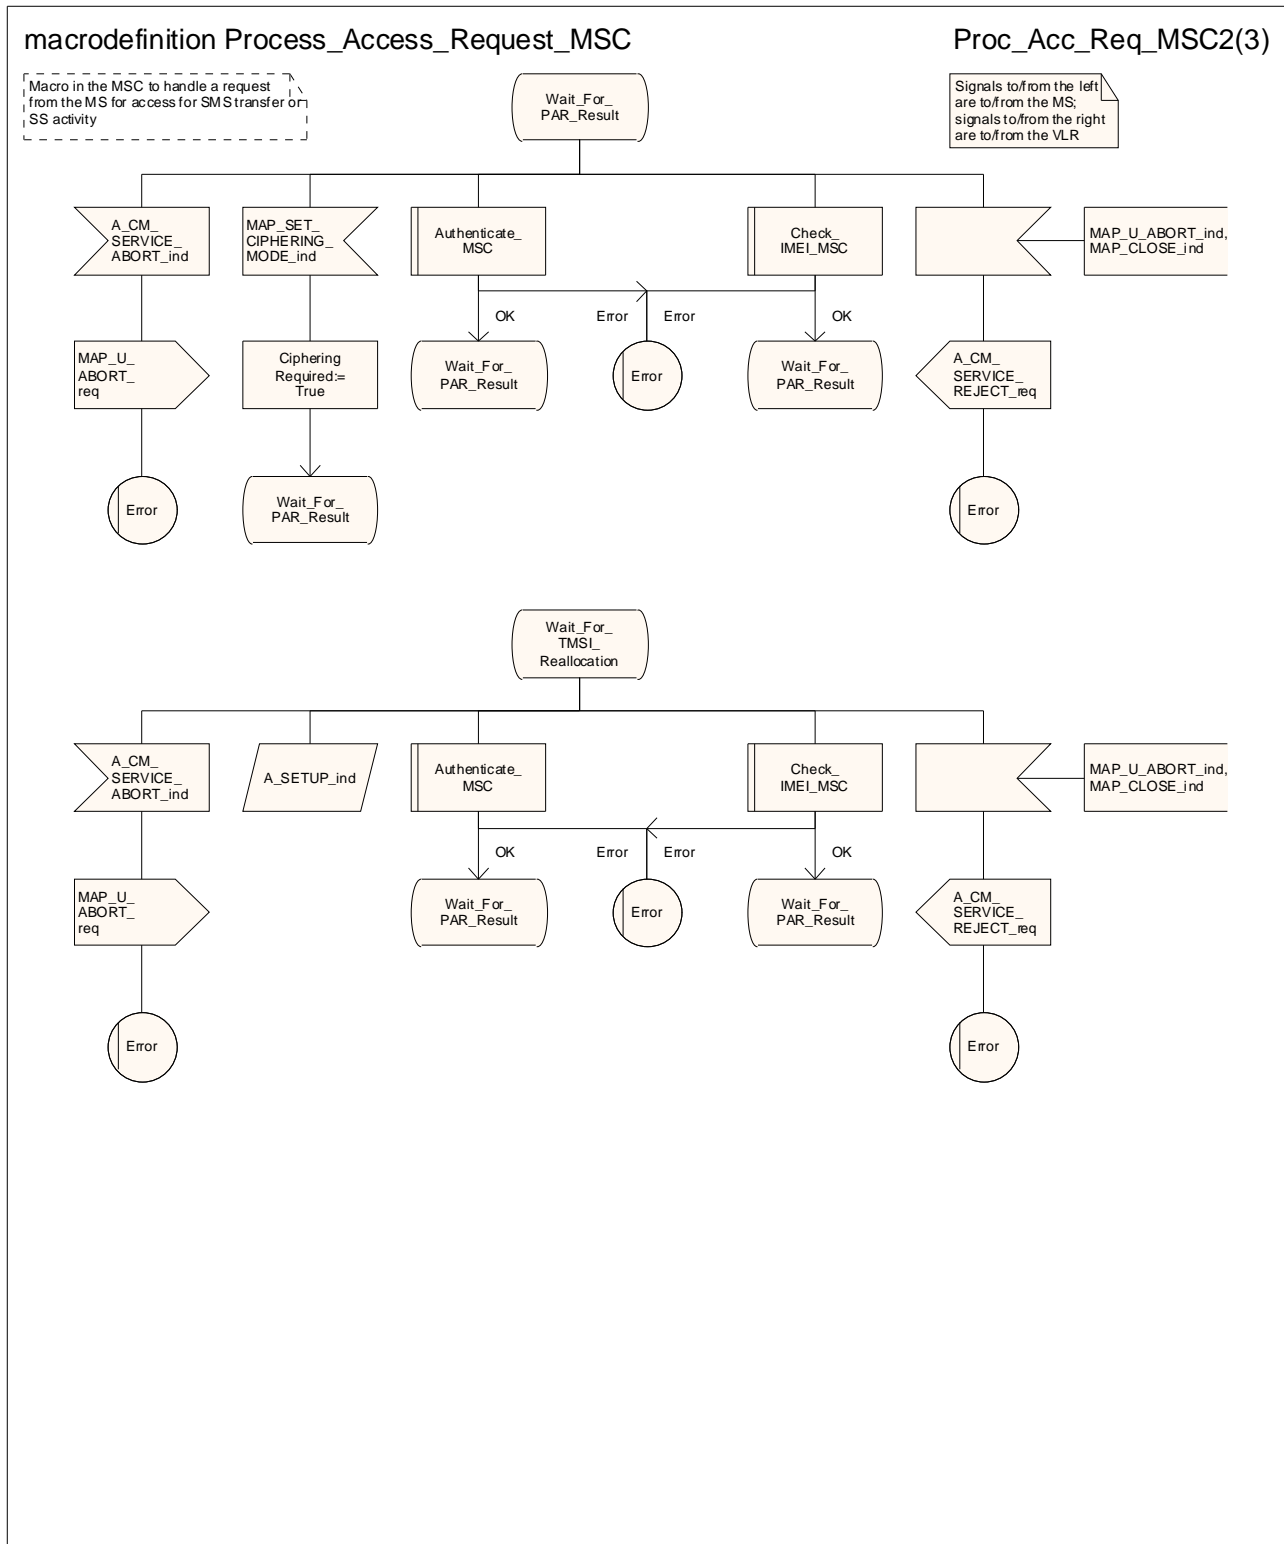 macrodefinition Process_Access_Request_MSC
Proc_Acc_Req_MSC2(3)
Macro in the MSC to handle a request
from the MS for access for SMS transfer or
SS activity
Wait_For_
PAR_Result
Signals to/from the left
are to/from the MS;
signals to/from the right
are to/from the VLR
A_CM_
SERVICE_
ABORT_ind
MAP_SET_
CIPHERING_
MODE_ind
Authenticate_
MSC
Check_
IMEI_MSC
MAP_U_ABORT_ind,
MAP_CLOSE_ind
OK
Error
Error
OK
MAP_U_
ABORT_
req
Ciphering
Required:=
True
Wait_For_
PAR_Result
Error
Wait_For_
PAR_Result
A_CM_
SERVICE_
REJECT_req
Error
Wait_For_
PAR_Result
Error
Wait_For_
TMSI_
Reallocation
A_CM_
SERVICE_
ABORT_ind
A_SETUP_ind
Authenticate_
MSC
Check_
IMEI_MSC
MAP_U_ABORT_ind,
MAP_CLOSE_ind
OK
Error
Error
OK
MAP_U_
ABORT_
req
Wait_For_
PAR_Result
Error
Wait_For_
PAR_Result
A_CM_
SERVICE_
REJECT_req
Error
Error